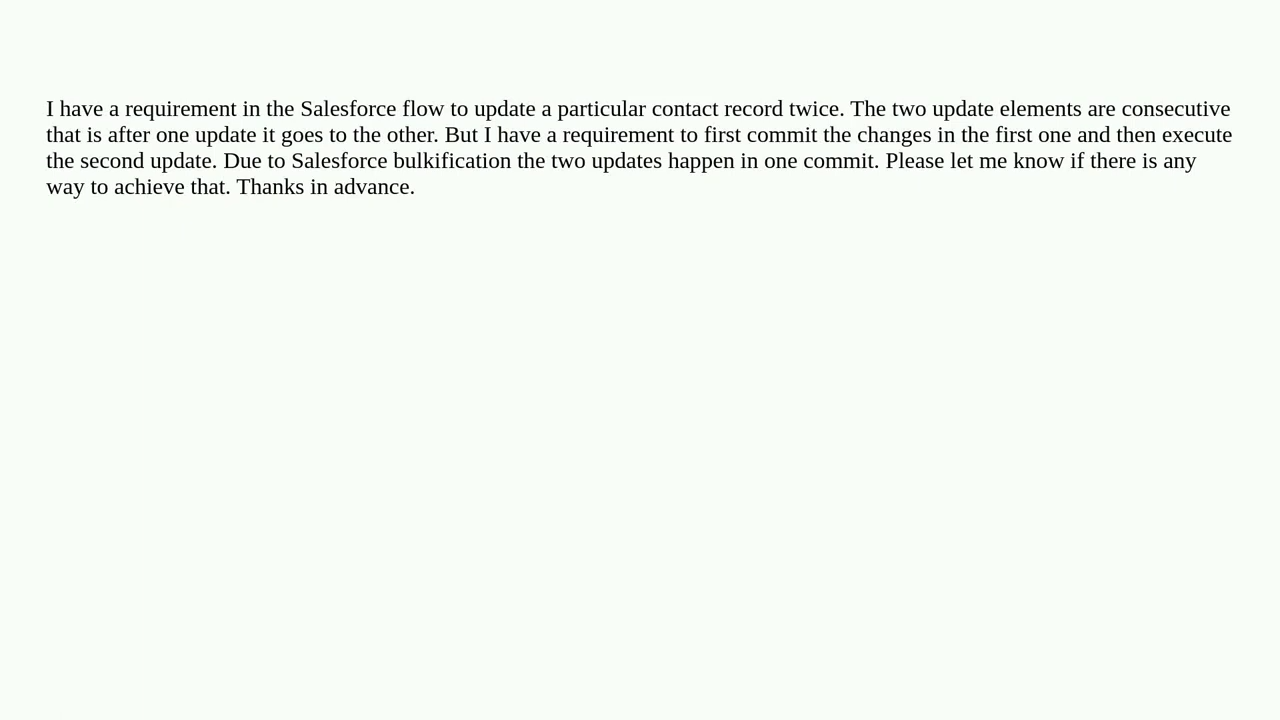 I have a requirement in the Salesforce flow to update a particular contact record twice. The two update elements are consecutive
that is after one update it goes to the other. But I have a requirement to first commit the changes in the first one and then execute
the second update. Due to Salesforce bulkification the two updates happen in one commit. Please let me know if there is any
way to achieve that. Thanks in advance.